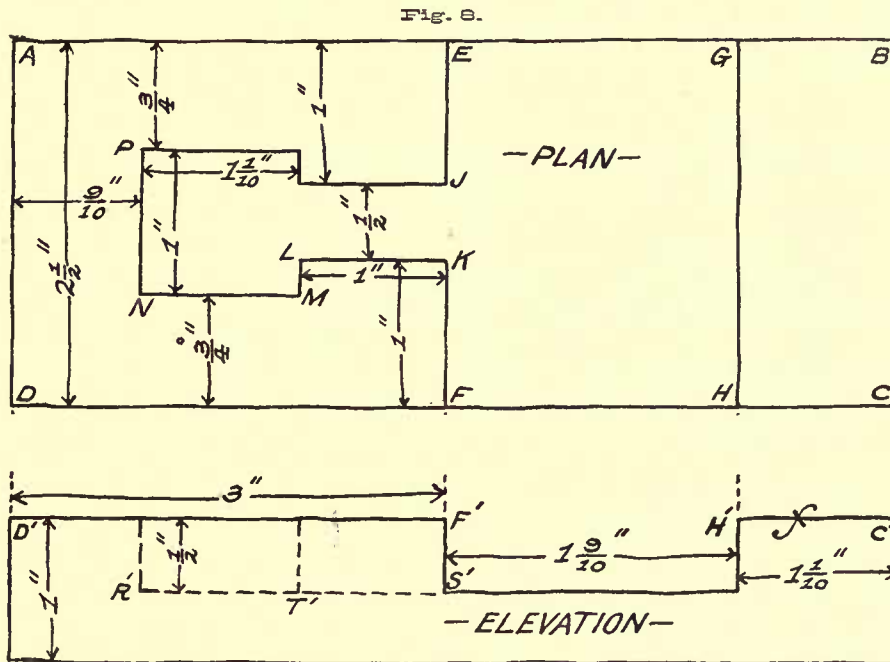 Fig. 8.
A
E
G
B
3/4"
1"
P
1 1/10"
J
—PLAN—
9/10"
2 1/2"
1"
1/2"
L
K
1"
N
M
3/4"
1"
D
F
H
C
3"
D'
F'
H'
C'
1/2"
1 9/10"
1"
R'
T'
S'
1 1/10"
—ELEVATION—